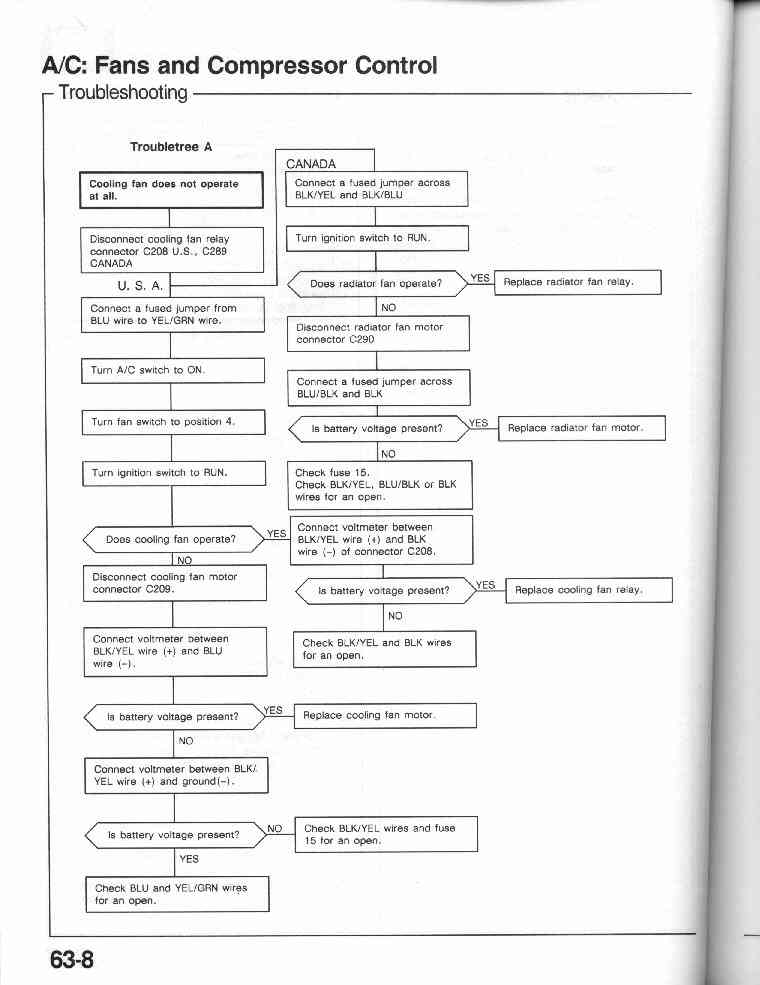 A/C: Fans and Compressor Control
Troubleshooting
Troubletree A
Cooling fan does not operate
at all.
Disconnect cooling fan relay
connector C208 U.S., C289
CANADA
U. S. A.
Connect a fused jumper from
BLU wire to YEL/GRN wire.
Turn A/C switch to ON.
Turn fan switch to position 4.
Turn ignition switch to RUN.
Does cooling fan operate?
YES
NO
Disconnect cooling fan motor
connector C209.
Connect voltmeter between
BLK/YEL wire (+) and BLU
wire (-).
Is battery voltage present?
YES
Replace cooling fan motor.
NO
Connect voltmeter between BLK/
YEL wire (+) and ground(-).
Is battery voltage present?
NO
Check BLK/YEL wires and fuse
15 for an open.
YES
Check BLU and YEL/GRN wires
for an open.
CANADA
Connect a fused jumper across
BLK/YEL and BLK/BLU
Turn ignition switch to RUN.
Does radiator fan operate?
YES
Replace radiator fan relay.
NO
Disconnect radiator fan motor
connector C290
Connect a fused jumper across
BLU/BLK and BLK
Is battery voltage present?
YES
Replace radiator fan motor.
NO
Check fuse 15.
Check BLK/YEL, BLU/BLK or BLK
wires for an open.
Connect voltmeter between
BLK/YEL wire (+) and BLK
wire (-) of connector C208.
Is battery voltage present?
YES
Replace cooling fan relay.
NO
Check BLK/YEL and BLK wires
for an open.
63-8